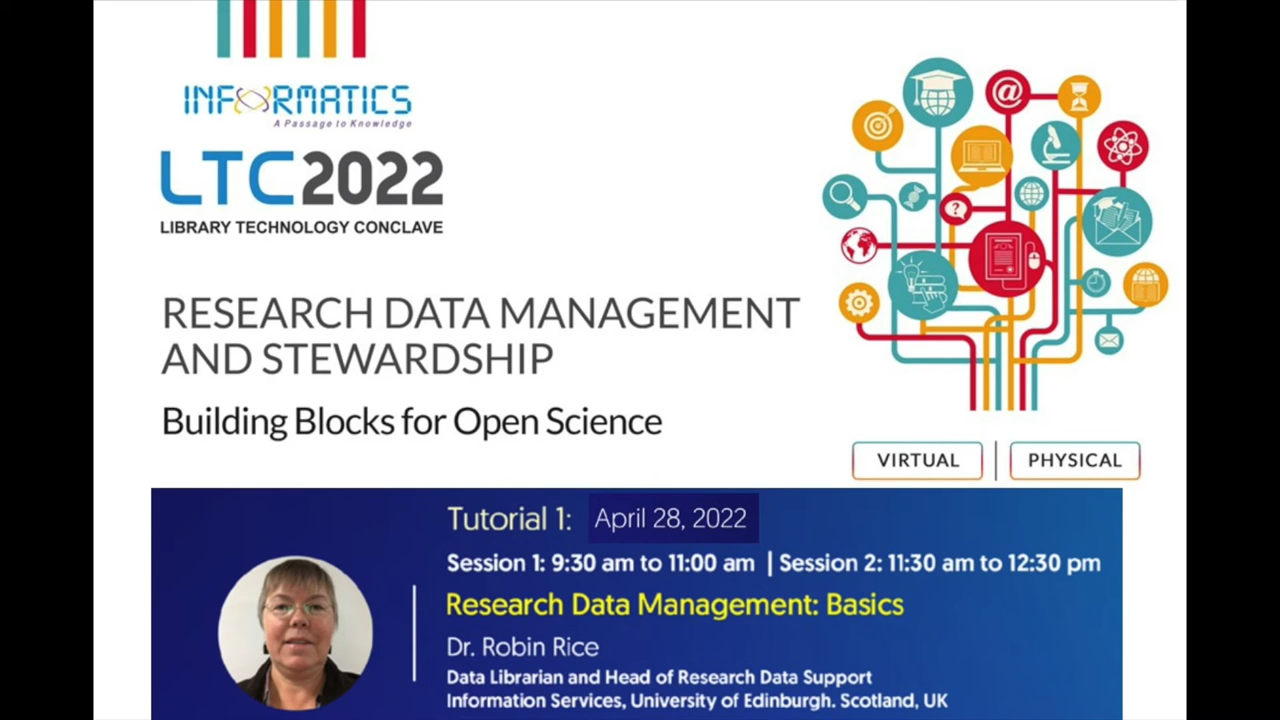 INFORMATICS
A Passage to Knowledge
LTC2022
LIBRARY TECHNOLOGY CONCLAVE
RESEARCH DATA MANAGEMENT
AND STEWARDSHIP
Building Blocks for Open Science
@
?
VIRTUAL | PHYSICAL
Tutorial 1: April 28, 2022
Session 1: 9:30 am to 11:00 am | Session 2: 11:30 am to 12:30 pm
Research Data Management: Basics
Dr. Robin Rice
Data Librarian and Head of Research Data Support
Information Services, University of Edinburgh. Scotland, UK